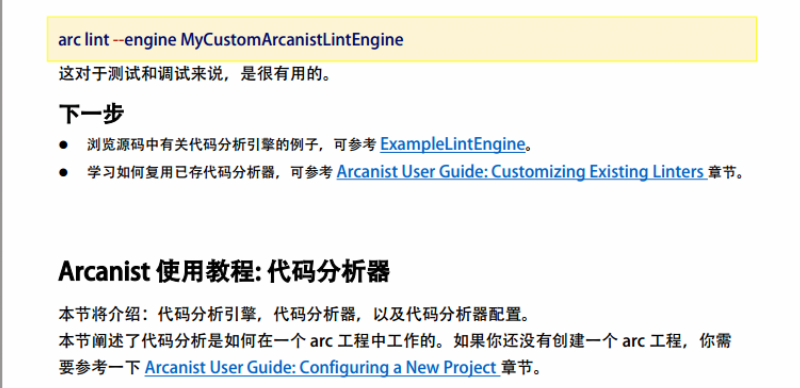 arc lint --engine MyCustomArcanistLintEngine
这对于测试和调试来说，是很有用的。
下一步
● 浏览源码中有关代码分析引擎的例子，可参考 ExampleLintEngine。
● 学习如何复用已存代码分析器，可参考 Arcanist User Guide: Customizing Existing Linters 章节。
Arcanist 使用教程: 代码分析器
本节将介绍：代码分析引擎，代码分析器，以及代码分析器配置。
本节阐述了代码分析是如何在一个 arc 工程中工作的。如果你还没有创建一个 arc 工程，你需
要参考一下 Arcanist User Guide: Configuring a New Project 章节。